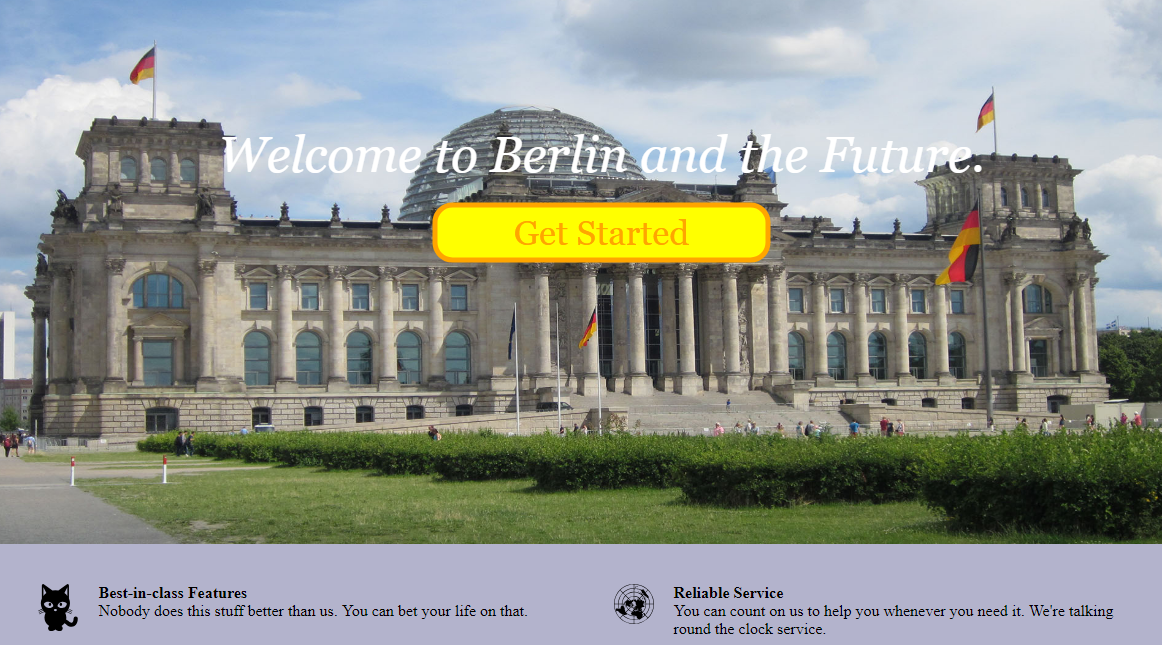 Welcome to Berlin and the Future.
Get Started
Best-in-class Features
Nobody does this stuff better than us. You can bet your life on that.
Reliable Service
You can count on us to help you whenever you need it. We're talking
round the clock service.